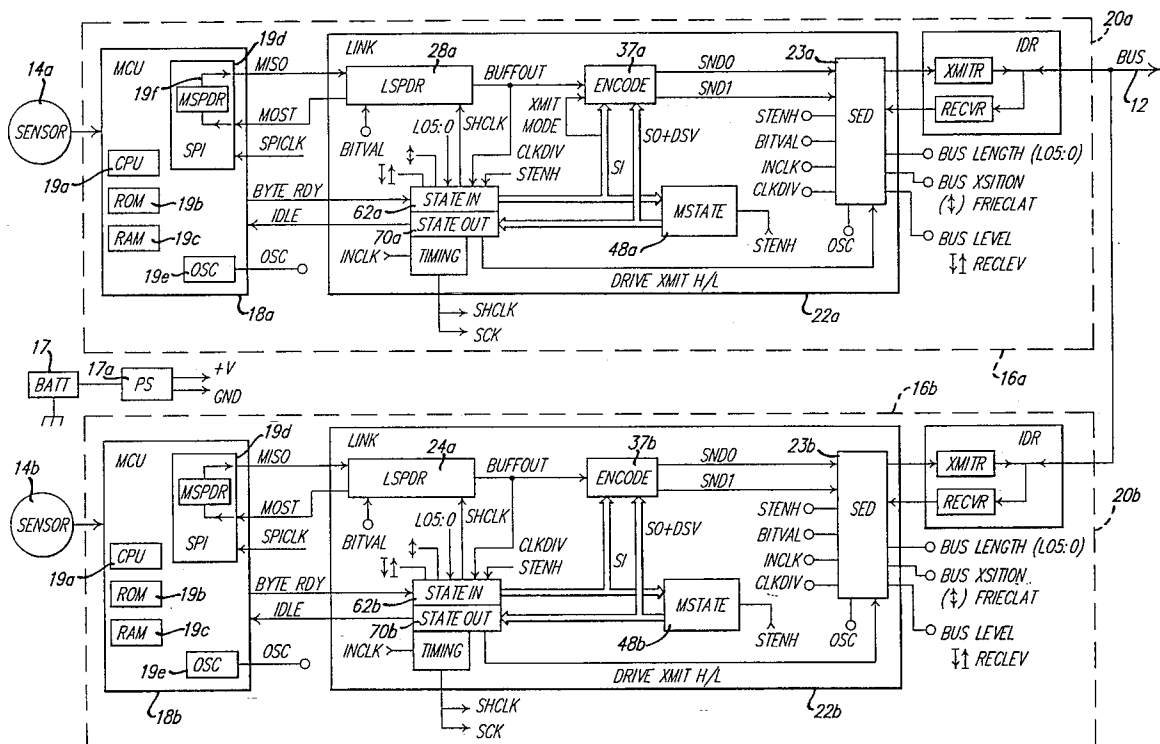 20a
19d
LINK
28a
37a
23a
IDR
BUS
12
14a
MCU
19f
MISO
LSPDR
BUFFOUT
ENCODE
SND0
XMITR
MSPDR
XMIT
MODE
SND1
SED
RECVR
SENSOR
MOST
STENH
SPI
SPICLK
BITVAL
LO5:0
SHCLK
CLKDIV
STENH
SI
SO+DSV
BITVAL
BUS LENGTH (LO5:0)
CPU
19a
INCLK
BUS XSITION
(↕) FRIECLAT
BYTE RDY
STATE IN
CLKDIV
ROM
19b
62a
MSTATE
IDLE
STATE OUT
BUS LEVEL
↓↑ RECLEV
RAM
19c
70a
48a
STENH
OSC
OSC
INCLK
TIMING
19e
OSC
DRIVE XMIT H/L
18a
SHCLK
SCK
22a
17
17a
+V
16a
BATT
PS
GND
16b
19d
LINK
24a
37b
23b
IDR
14b
MCU
MISO
LSPDR
BUFFOUT
ENCODE
SND0
XMITR
MSPDR
SND1
SED
RECVR
20b
SENSOR
MOST
STENH
SPI
SPICLK
BITVAL
LO5:0
SHCLK
CLKDIV
STENH
SI
SO+DSV
BITVAL
BUS LENGTH (LO5:0)
CPU
19a
INCLK
BUS XSITION
(↕) FRIECLAT
BYTE RDY
STATE IN
CLKDIV
ROM
19b
62b
MSTATE
IDLE
STATE OUT
BUS LEVEL
↓↑ RECLEV
RAM
19c
70b
48b
STENH
OSC
OSC
INCLK
TIMING
19e
OSC
DRIVE XMIT H/L
18b
SHCLK
SCK
22b